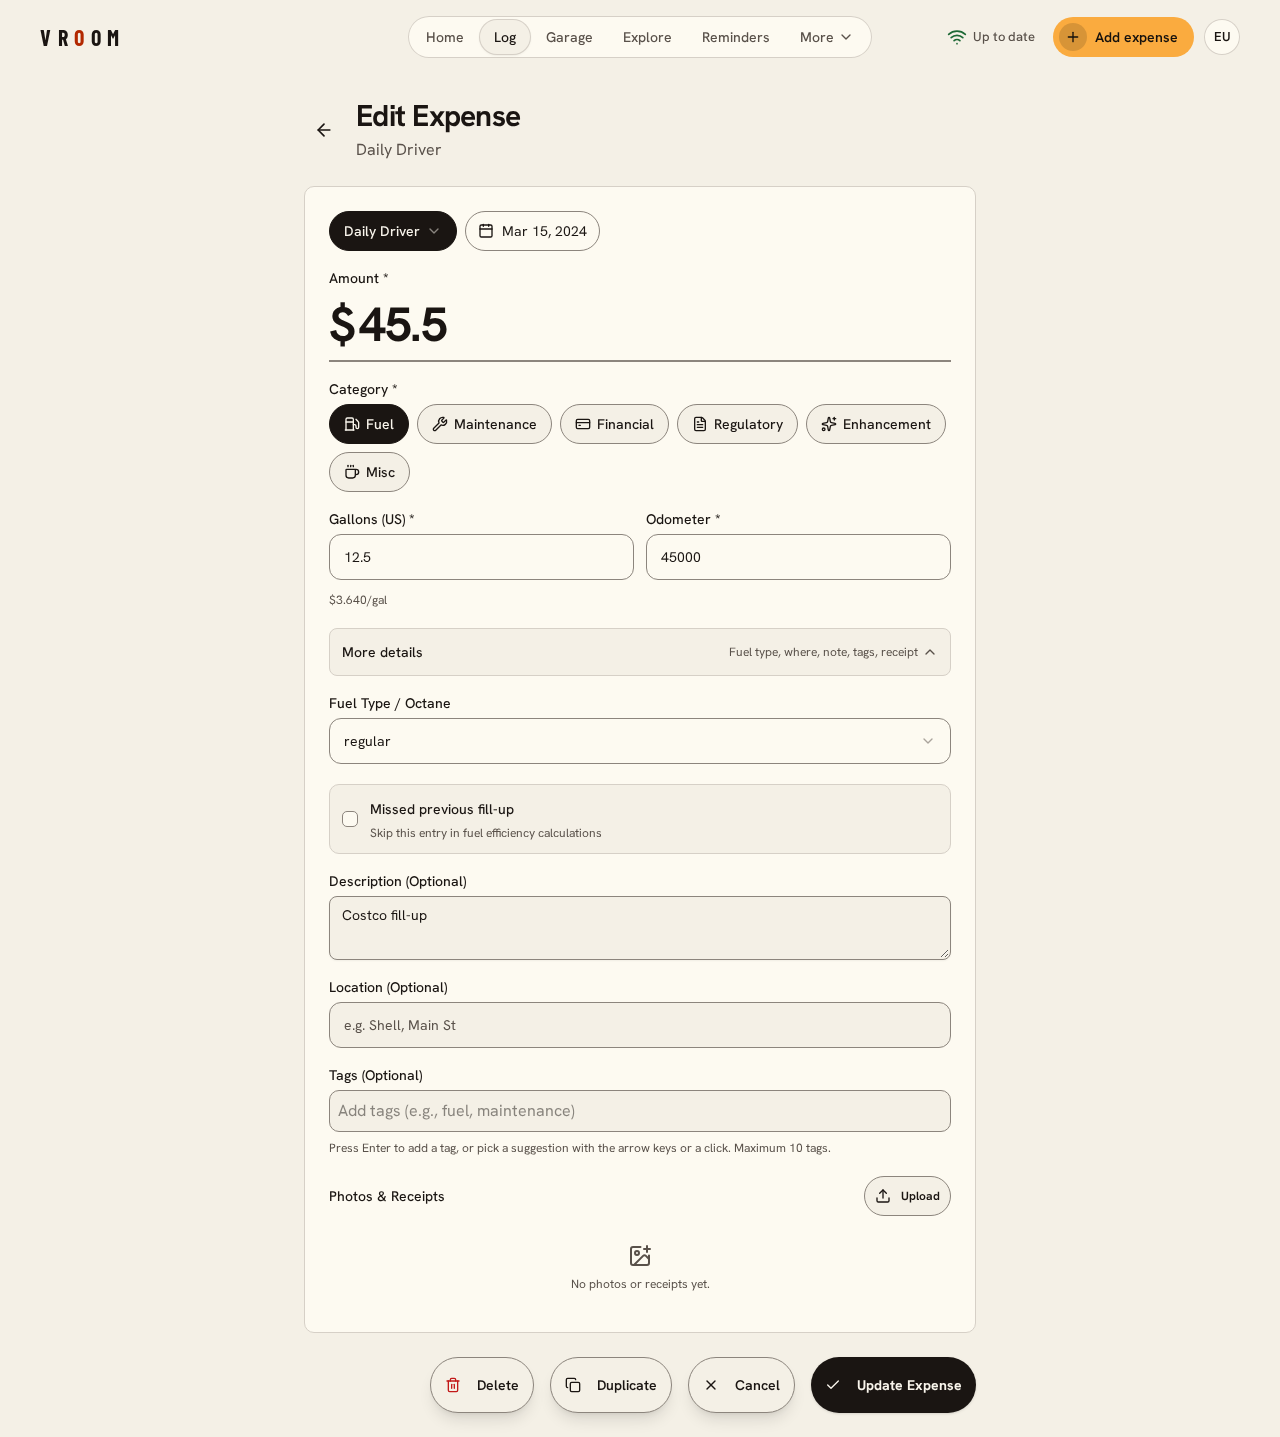 VROOM
Home Log Garage Explore Reminders More
Up to date
Add expense
EU
Edit Expense
Daily Driver
Daily Driver
Mar 15, 2024
Amount *
$45.5
Category *
Fuel Maintenance Financial Regulatory Enhancement
Misc
Gallons (US) * Odometer *
12.5 45000
$3.640/gal
More details Fuel type, where, note, tags, receipt
Fuel Type / Octane
regular
Missed previous fill-up
Skip this entry in fuel efficiency calculations
Description (Optional)
Costco fill-up
Location (Optional)
e.g. Shell, Main St
Tags (Optional)
Add tags (e.g., fuel, maintenance)
Press Enter to add a tag, or pick a suggestion with the arrow keys or a click. Maximum 10 tags.
Photos & Receipts Upload
No photos or receipts yet.
Delete Duplicate Cancel Update Expense